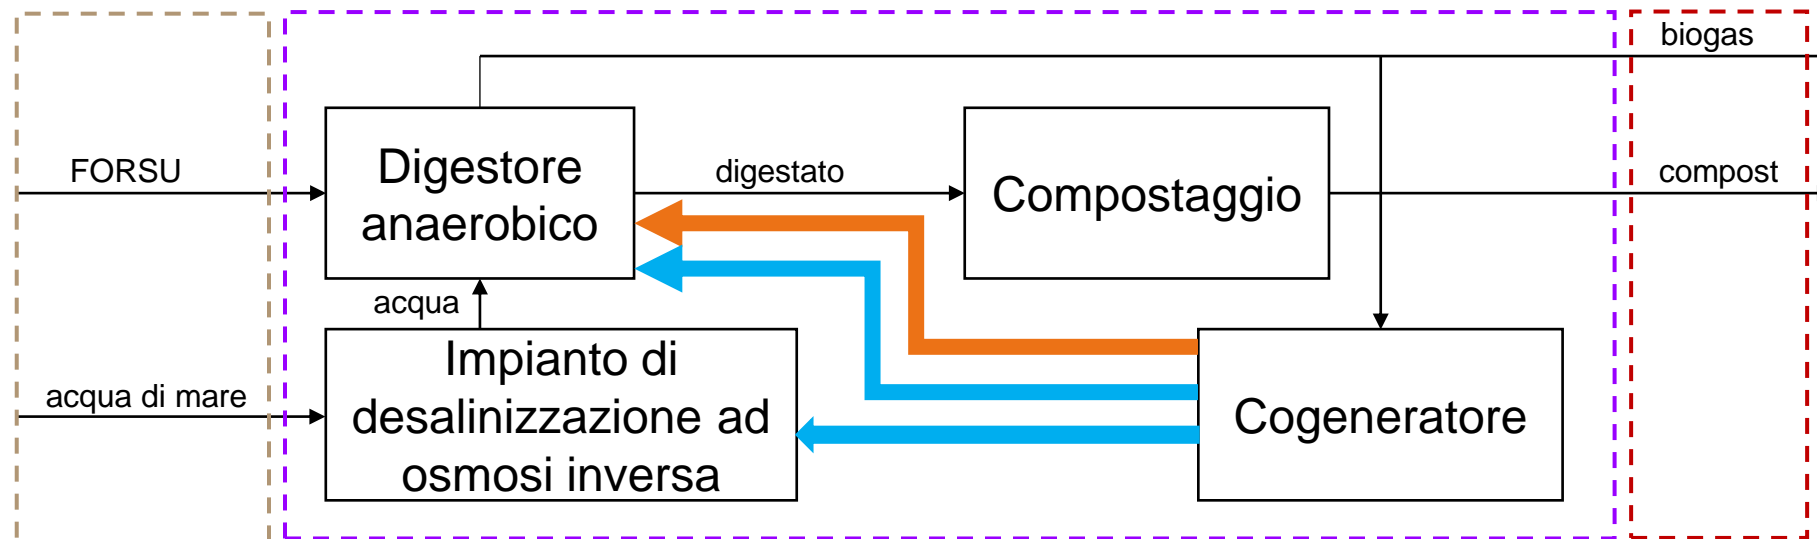 biogas
FORSU
Digestore
anaerobico
digestato
Compostaggio
compost
acqua
acqua di mare
Impianto di
desalinizzazione ad
osmosi inversa
Cogeneratore